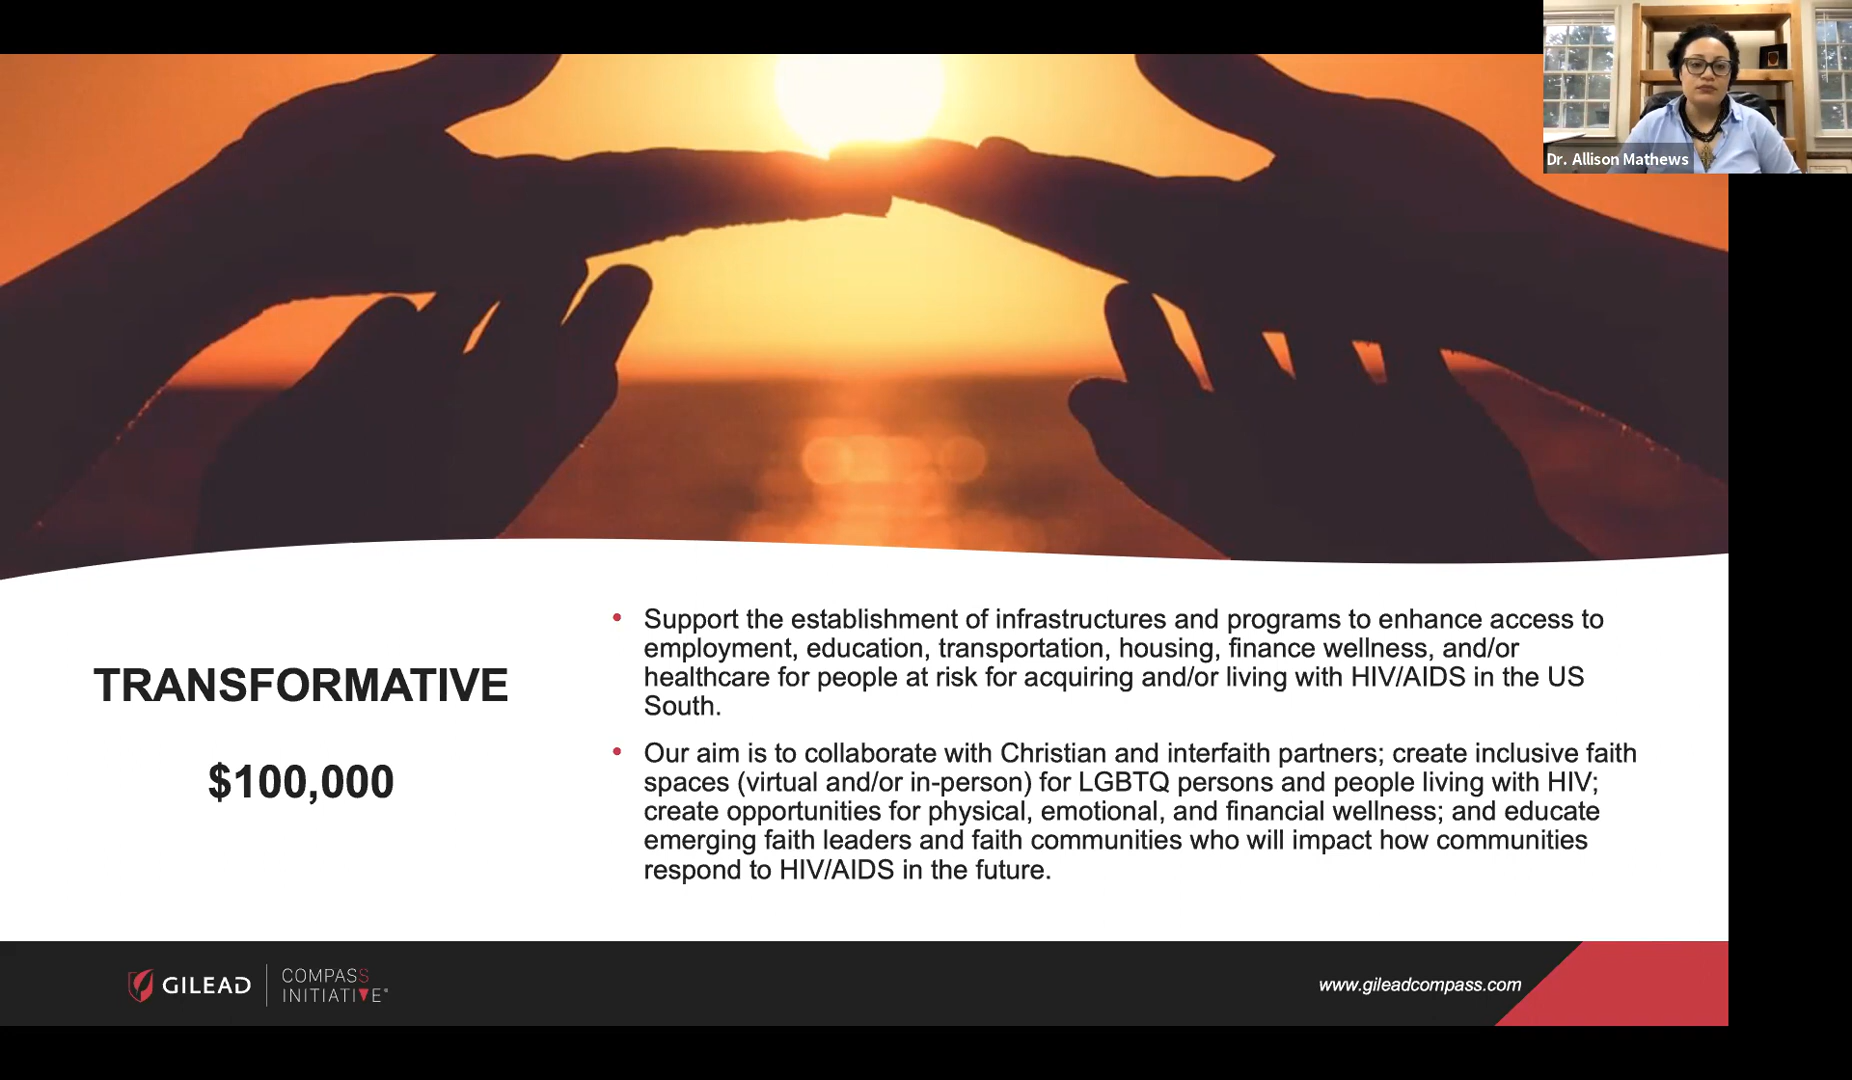 Dr. Allison Mathews
TRANSFORMATIVE
$100,000
• Support the establishment of infrastructures and programs to enhance access to
employment, education, transportation, housing, finance wellness, and/or
healthcare for people at risk for acquiring and/or living with HIV/AIDS in the US
South.
• Our aim is to collaborate with Christian and interfaith partners; create inclusive faith
spaces (virtual and/or in-person) for LGBTQ persons and people living with HIV;
create opportunities for physical, emotional, and financial wellness; and educate
emerging faith leaders and faith communities who will impact how communities
respond to HIV/AIDS in the future.
GILEAD
COMPASS
INITIATIVE®
www.gileadcompass.com